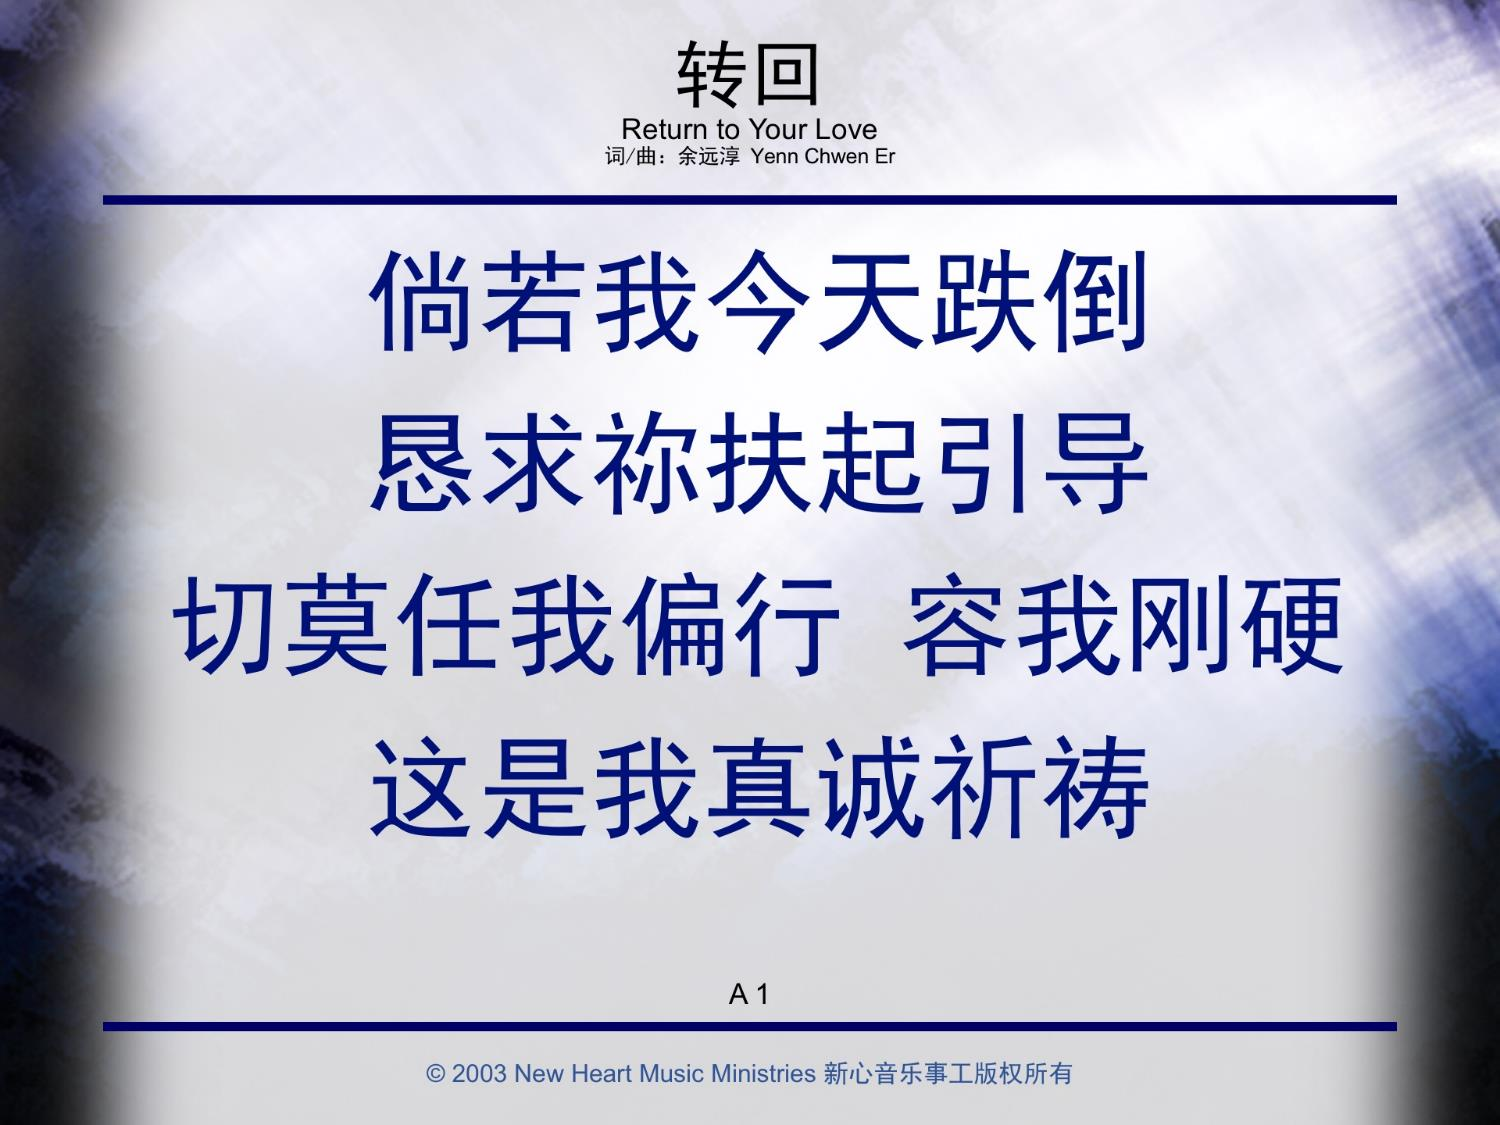 转回
Return to Your Love
词/曲：余远淳 Yenn Chwen Er
倘若我今天跌倒
恳求祢扶起引导
切莫任我偏行 容我刚硬
这是我真诚祈祷
A 1
© 2003 New Heart Music Ministries 新心音乐事工版权所有